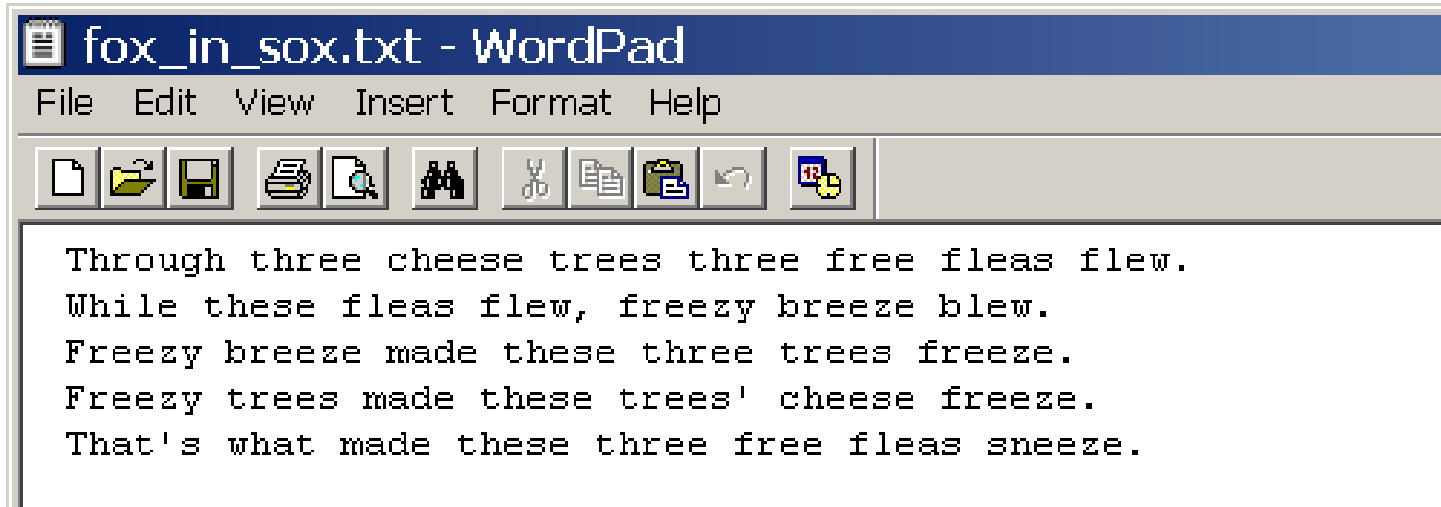 fox_in_sox.txt - WordPad
File Edit View Insert Format Help
12
Through three cheese trees three free fleas flew.
While these fleas flew, freezy breeze blew.
Freezy breeze made these three trees freeze.
Freezy trees made these trees' cheese freeze.
That's what made these three free fleas sneeze.